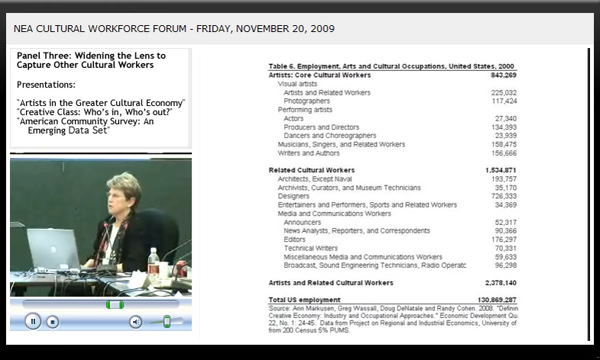 NEA CULTURAL WORKFORCE FORUM - FRIDAY, NOVEMBER 20, 2009
Panel Three: Widening the Lens to
Capture Other Cultural Workers
Presentations:
"Artists in the Greater Cultural Economy"
"Creative Class: Who's in, Who's out?"
"American Community Survey: An
Emerging Data Set"
Table 6. Employment, Arts and Cultural Occupations, United States, 2000
Artists: Core Cultural Workers 843,269
Visual artists
Artists and Related Workers 225,032
Photographers 117,424
Performing artists
Actors 27,340
Producers and Directors 134,393
Dancers and Choreographers 23,939
Musicians, Singers, and Related Workers 158,475
Writers and Authors 156,666
Related Cultural Workers 1,534,871
Architects, Except Naval 193,757
Archivists, Curators, and Museum Technicians 35,170
Designers 726,333
Entertainers and Performers, Sports and Related Workers 34,369
Media and Communications Workers
Announcers 52,317
News Analysts, Reporters, and Correspondents 90,366
Editors 176,297
Technical Writers 70,331
Miscellaneous Media and Communications Workers 59,633
Broadcast, Sound Engineering Technicians, Radio Operatc 96,298
Artists and Related Cultural Workers 2,378,140
Total US employment 130,869,287
Source: Ann Markusen, Greg Wassall, Doug DeNatale and Randy Cohen. 2008. "Definin
Creative Economy: Industry and Occupational Approaches." Economic Development Qu
22, No. 1: 24-45. Data from Project on Regional and Industrial Economics, University of
from 200 Census 5% PUMS.